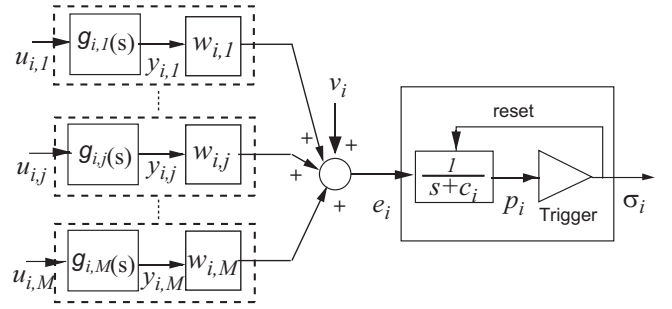 g_{i,1}(s)
w_{i,1}
u_{i,1}
y_{i,1}
v_i
+
+
g_{i,j}(s)
w_{i,j}
u_{i,j}
y_{i,j}
+
+
e_i
reset
1
s+c_i
p_i
Trigger
σ_i
g_{i,M}(s)
w_{i,M}
u_{i,M}
y_{i,M}